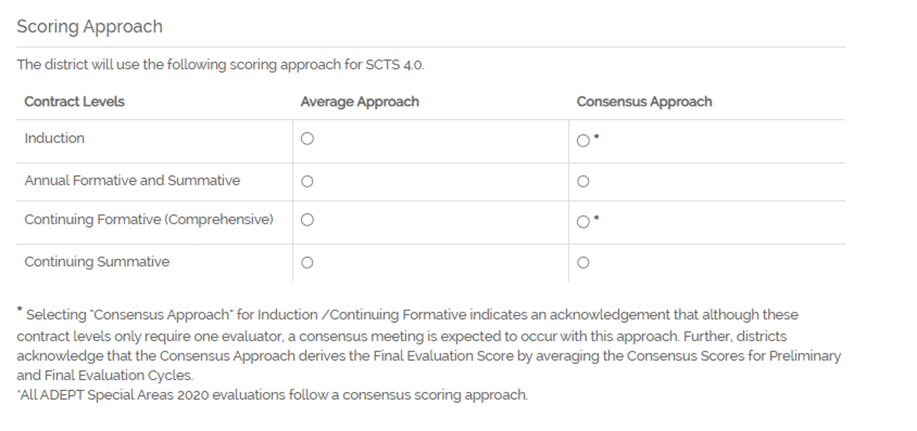 Scoring Approach
The district will use the following scoring approach for SCTS 4.0.
Contract Levels Average Approach Consensus Approach
Induction *
Annual Formative and Summative
Continuing Formative (Comprehensive) *
Continuing Summative
* Selecting "Consensus Approach" for Induction /Continuing Formative indicates an acknowledgement that although these
contract levels only require one evaluator, a consensus meeting is expected to occur with this approach. Further, districts
acknowledge that the Consensus Approach derives the Final Evaluation Score by averaging the Consensus Scores for Preliminary
and Final Evaluation Cycles.
*All ADEPT Special Areas 2020 evaluations follow a consensus scoring approach.